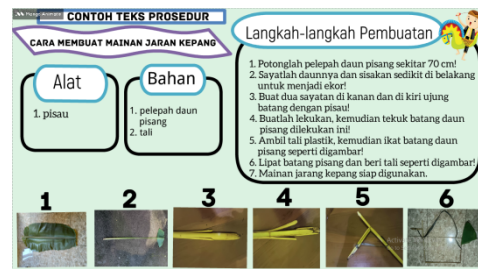 CONTOH TEKS PROSEDUR
CARA MEMBUAT MAINAN JARAN KEPANG
Alat
1. pisau
Bahan
1. pelepah daun
pisang
2. tali
Langkah-langkah Pembuatan
1. Potonglah pelepah daun pisang sekitar 70 cm!
2. Sayatlah daunnya dan sisakan sedikit di belakang
untuk menjadi ekor!
3. Buat dua sayatan di kanan dan di kiri ujung
batang dengan pisau!
4. Buatlah lekukan, kemudian tekuk batang daun
pisang dilekukan ini!
5. Ambil tali plastik, kemudian ikat batang daun
pisang seperti digambar!
6. Lipat batang pisang dan beri tali seperti digambar!
7. Mainan jarang kepang siap digunakan.
1
2
3
4
5
6